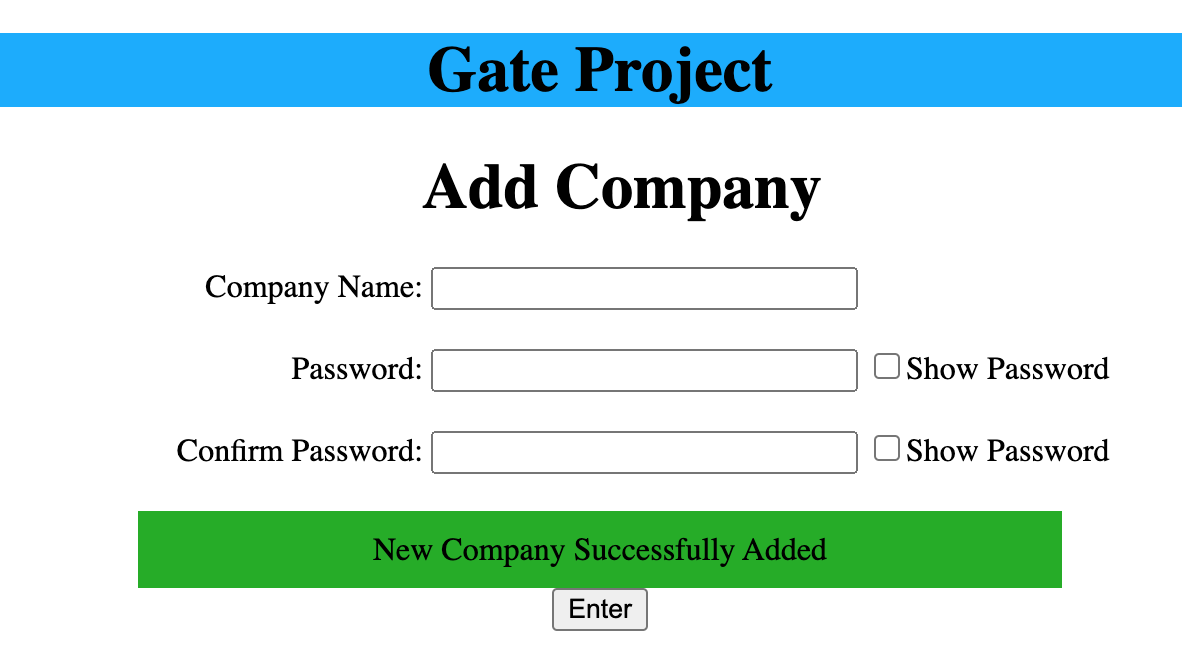 Gate Project
Add Company
Company Name:
Password: Show Password
Confirm Password: Show Password
New Company Successfully Added
Enter